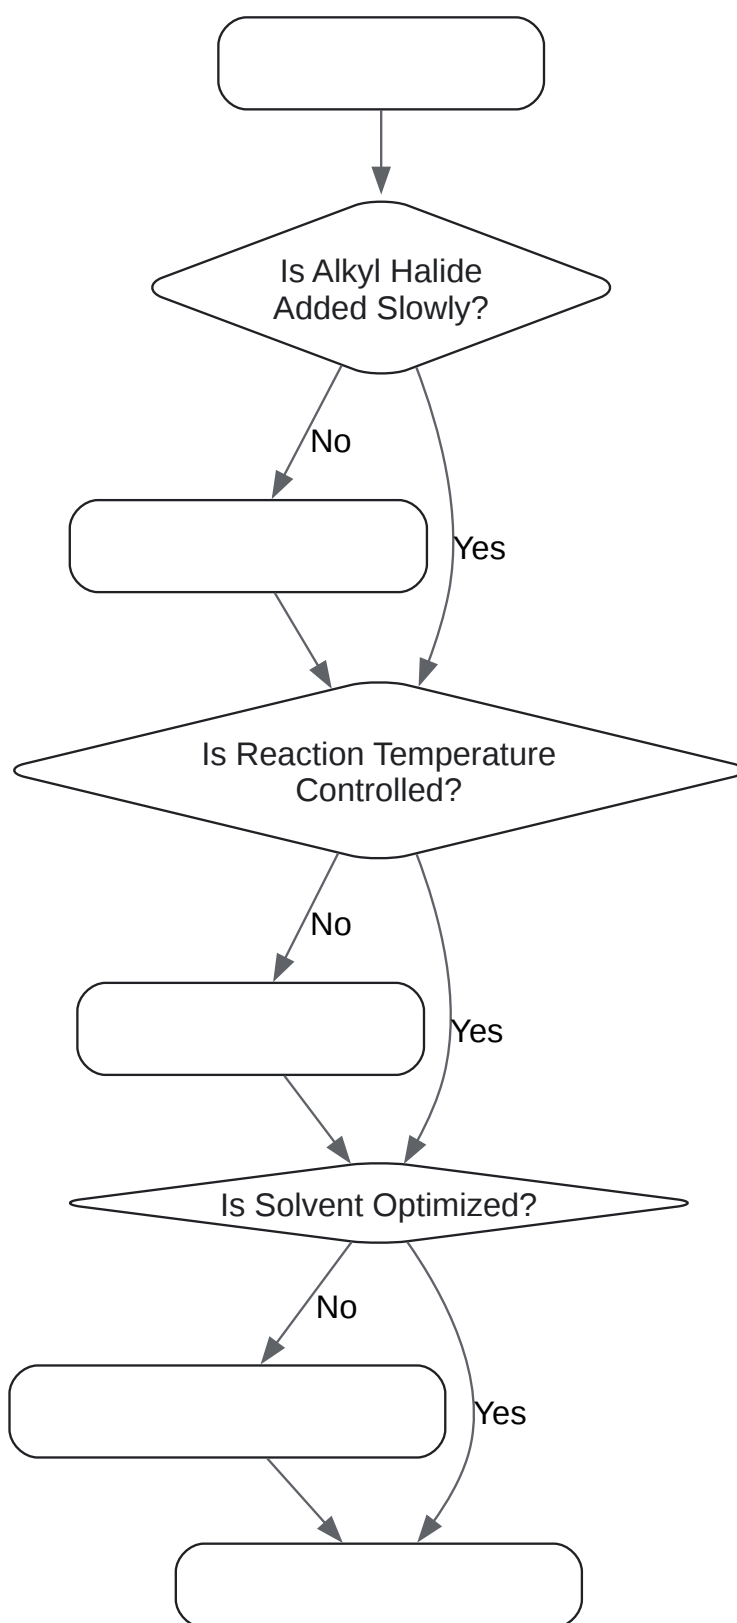 Is Alkyl Halide
Added Slowly?
No
Yes
Is Reaction Temperature
Controlled?
No
Yes
Is Solvent Optimized?
No
Yes